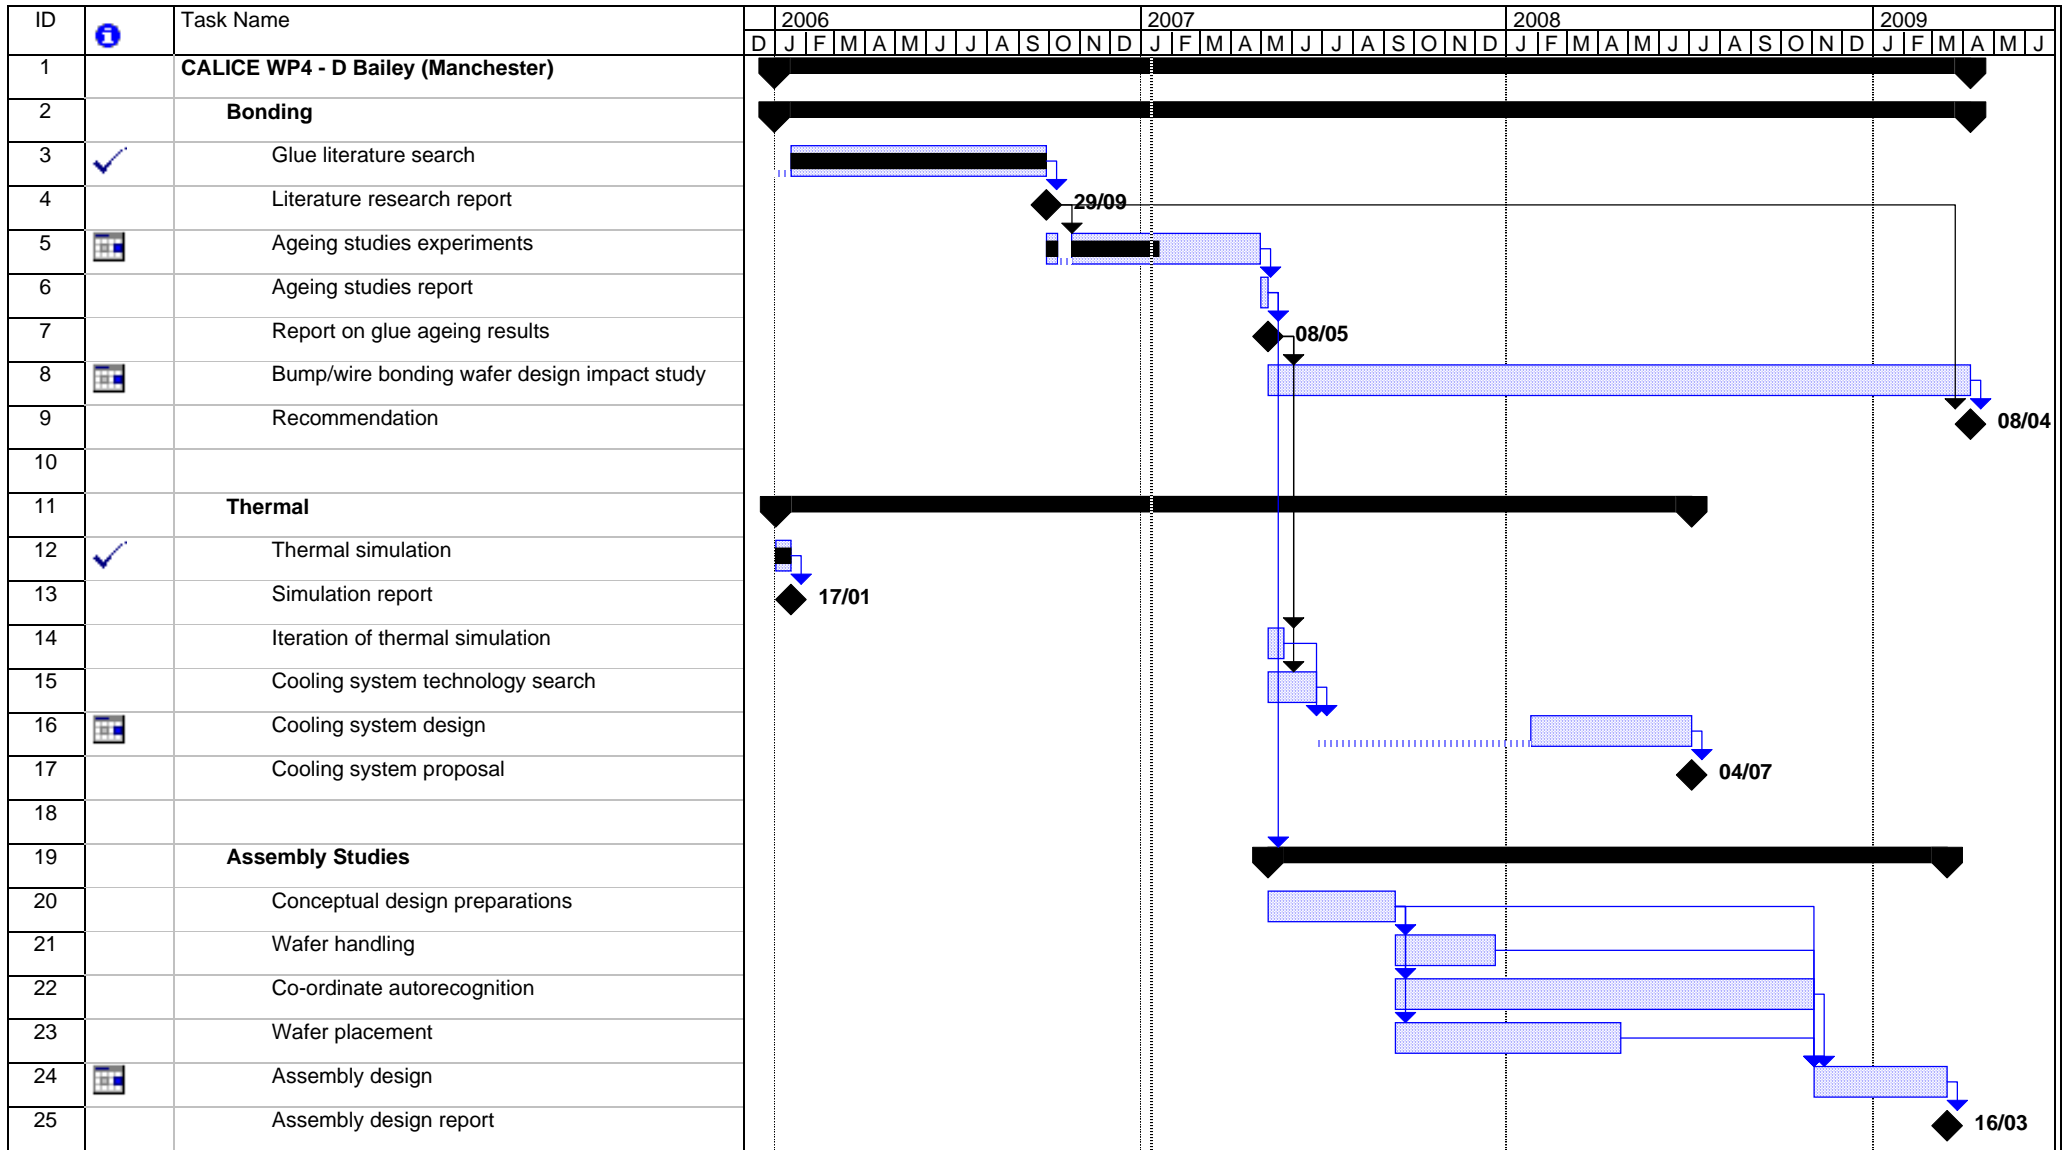 ID Task Name 2006 2007 2008 2009
D J F M A M J J A S O N D J F M A M J J A S O N D J F M A M J J A S O N D J F M A M J
1 CALICE WP4 - D Bailey (Manchester)
2 Bonding
3 Glue literature search
4 Literature research report 29/09
5 Ageing studies experiments
6 Ageing studies report
7 Report on glue ageing results 08/05
8 Bump/wire bonding wafer design impact study
9 Recommendation 08/04
10
11 Thermal
12 Thermal simulation
13 Simulation report 17/01
14 Iteration of thermal simulation
15 Cooling system technology search
16 Cooling system design
17 Cooling system proposal 04/07
18
19 Assembly Studies
20 Conceptual design preparations
21 Wafer handling
22 Co-ordinate autorecognition
23 Wafer placement
24 Assembly design
25 Assembly design report 16/03